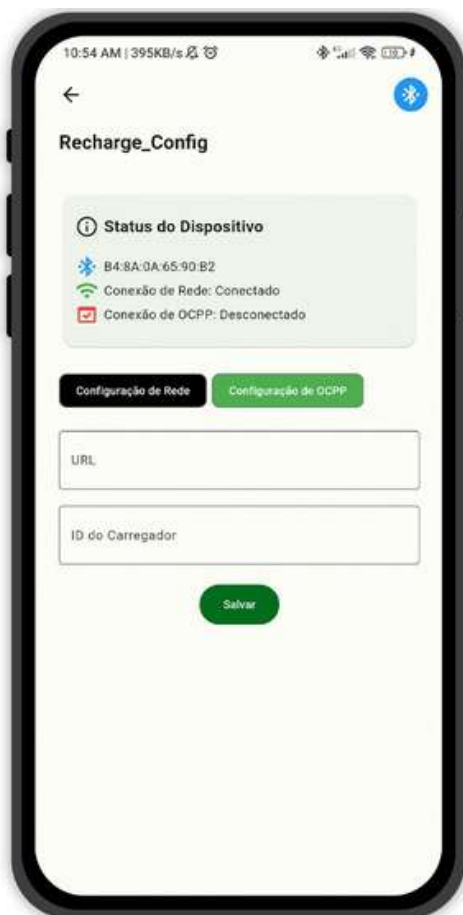 10:54 AM | 395KB/s
Recharge_Config
Status do Dispositivo
B4:8A:0A:65:90:B2
Conexão de Rede: Conectado
Conexão de OCPP: Desconectado
Configuração de Rede Configuração de OCPP
URL
ID do Carregador
Salvar